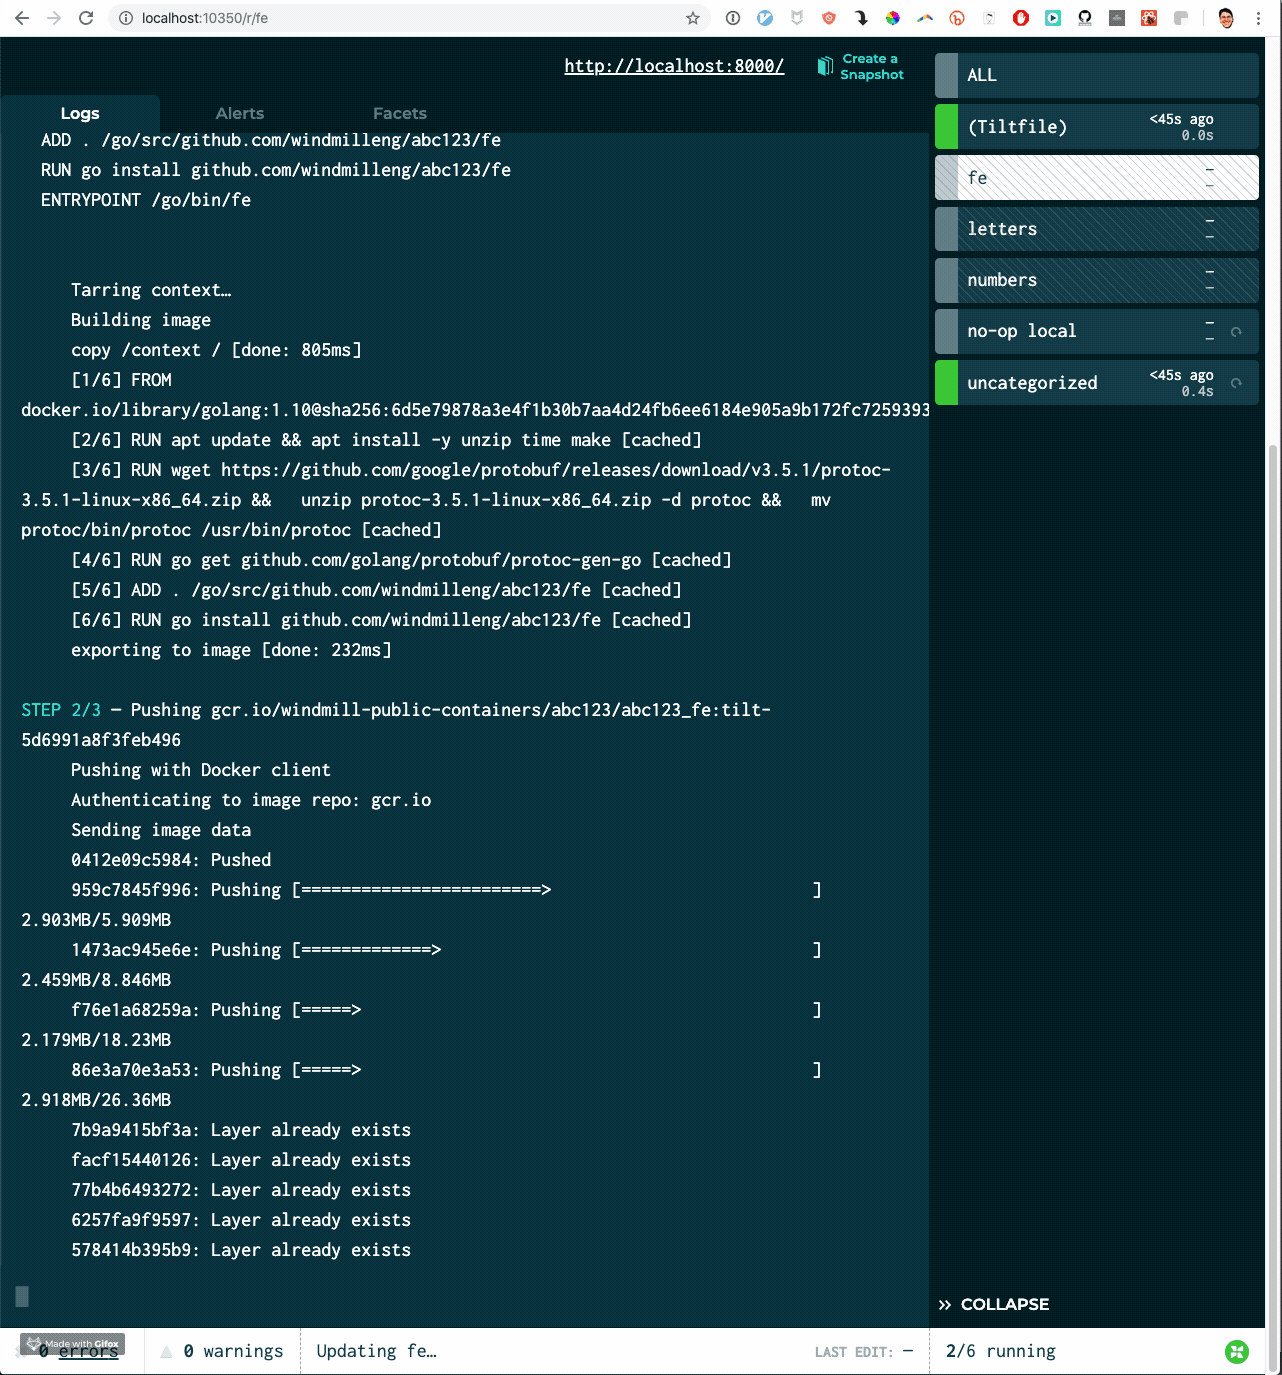 localhost:10350/r/fe
http://localhost:8000/
Create a
Snapshot
Logs
Alerts
Facets
ADD . /go/src/github.com/windmilleng/abc123/fe
RUN go install github.com/windmilleng/abc123/fe
ENTRYPOINT /go/bin/fe
Tarring context…
Building image
copy /context / [done: 805ms]
[1/6] FROM
docker.io/library/golang:1.10@sha256:6d5e79878a3e4f1b30b7aa4d24fb6ee6184e905a9b172fc7259393
[2/6] RUN apt update && apt install -y unzip time make [cached]
[3/6] RUN wget https://github.com/google/protobuf/releases/download/v3.5.1/protoc-
3.5.1-linux-x86_64.zip &&   unzip protoc-3.5.1-linux-x86_64.zip -d protoc &&   mv
protoc/bin/protoc /usr/bin/protoc [cached]
[4/6] RUN go get github.com/golang/protobuf/protoc-gen-go [cached]
[5/6] ADD . /go/src/github.com/windmilleng/abc123/fe [cached]
[6/6] RUN go install github.com/windmilleng/abc123/fe [cached]
exporting to image [done: 232ms]
STEP 2/3 — Pushing gcr.io/windmill-public-containers/abc123/abc123_fe:tilt-
5d6991a8f3feb496
Pushing with Docker client
Authenticating to image repo: gcr.io
Sending image data
0412e09c5984: Pushed
959c7845f996: Pushing [========================>                          ]
2.903MB/5.909MB
1473ac945e6e: Pushing [=============>                                     ]
2.459MB/8.846MB
f76e1a68259a: Pushing [=====>                                             ]
2.179MB/18.23MB
86e3a70e3a53: Pushing [=====>                                             ]
2.918MB/26.36MB
7b9a9415bf3a: Layer already exists
facf15440126: Layer already exists
77b4b6493272: Layer already exists
6257fa9f9597: Layer already exists
578414b395b9: Layer already exists
ALL
(Tiltfile) <45s ago
0.0s
fe —
—
letters —
—
numbers —
—
no-op local —
—
uncategorized <45s ago
0.4s
» COLLAPSE
Made with Gifox
0 errors
0 warnings
Updating fe…
LAST EDIT: —
2/6 running